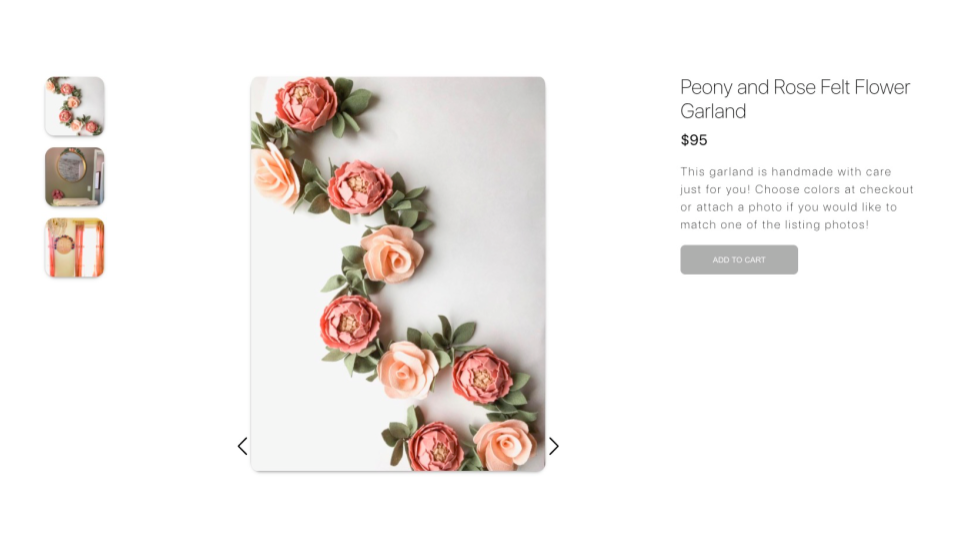 Peony and Rose Felt Flower
Garland
$95
This garland is handmade with care
just for you! Choose colors at checkout
or attach a photo if you would like to
match one of the listing photos!
ADD TO CART